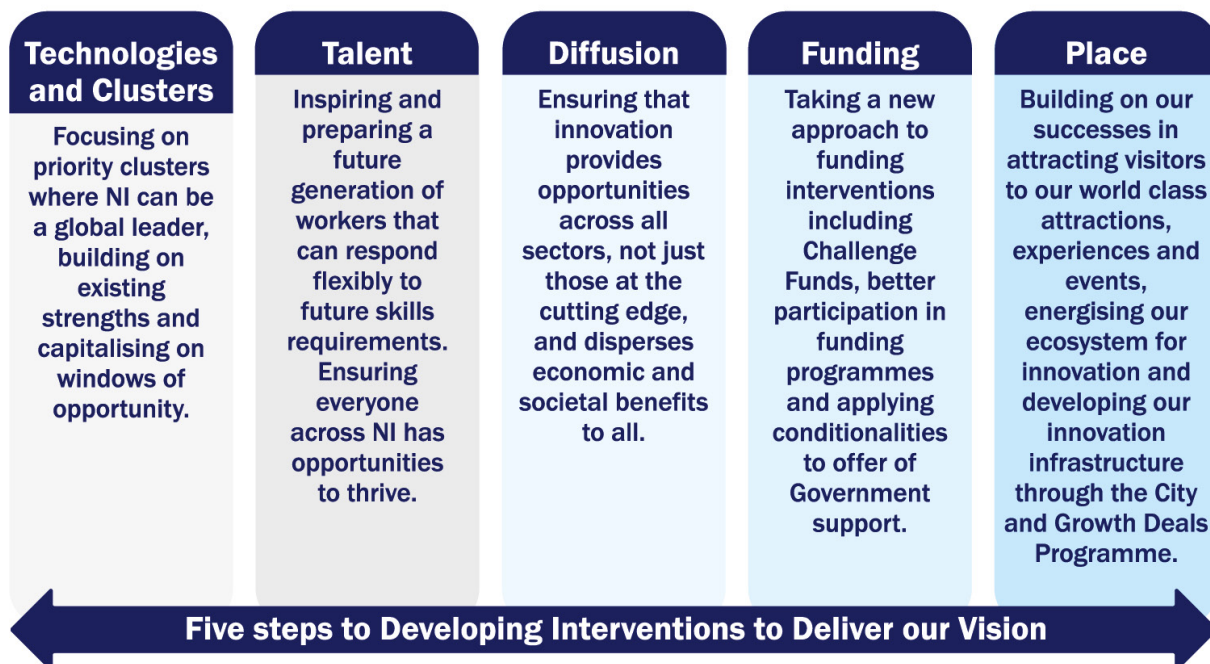 Technologies
and Clusters
Focusing on
priority clusters
where NI can be
a global leader,
building on
existing
strengths and
capitalising on
windows of
opportunity.
Talent
Inspiring and
preparing a
future
generation of
workers that
can respond
flexibly to
future skills
requirements.
Ensuring
everyone
across NI has
opportunities
to thrive.
Diffusion
Ensuring that
innovation
provides
opportunities
across all
sectors, not just
those at the
cutting edge,
and disperses
economic and
societal benefits
to all.
Funding
Taking a new
approach to
funding
interventions
including
Challenge
Funds, better
participation in
funding
programmes
and applying
conditionalities
to offer of
Government
support.
Place
Building on our
successes in
attracting visitors
to our world class
attractions,
experiences and
events,
energising our
ecosystem for
innovation and
developing our
innovation
infrastructure
through the City
and Growth Deals
Programme.
Five steps to Developing Interventions to Deliver our Vision